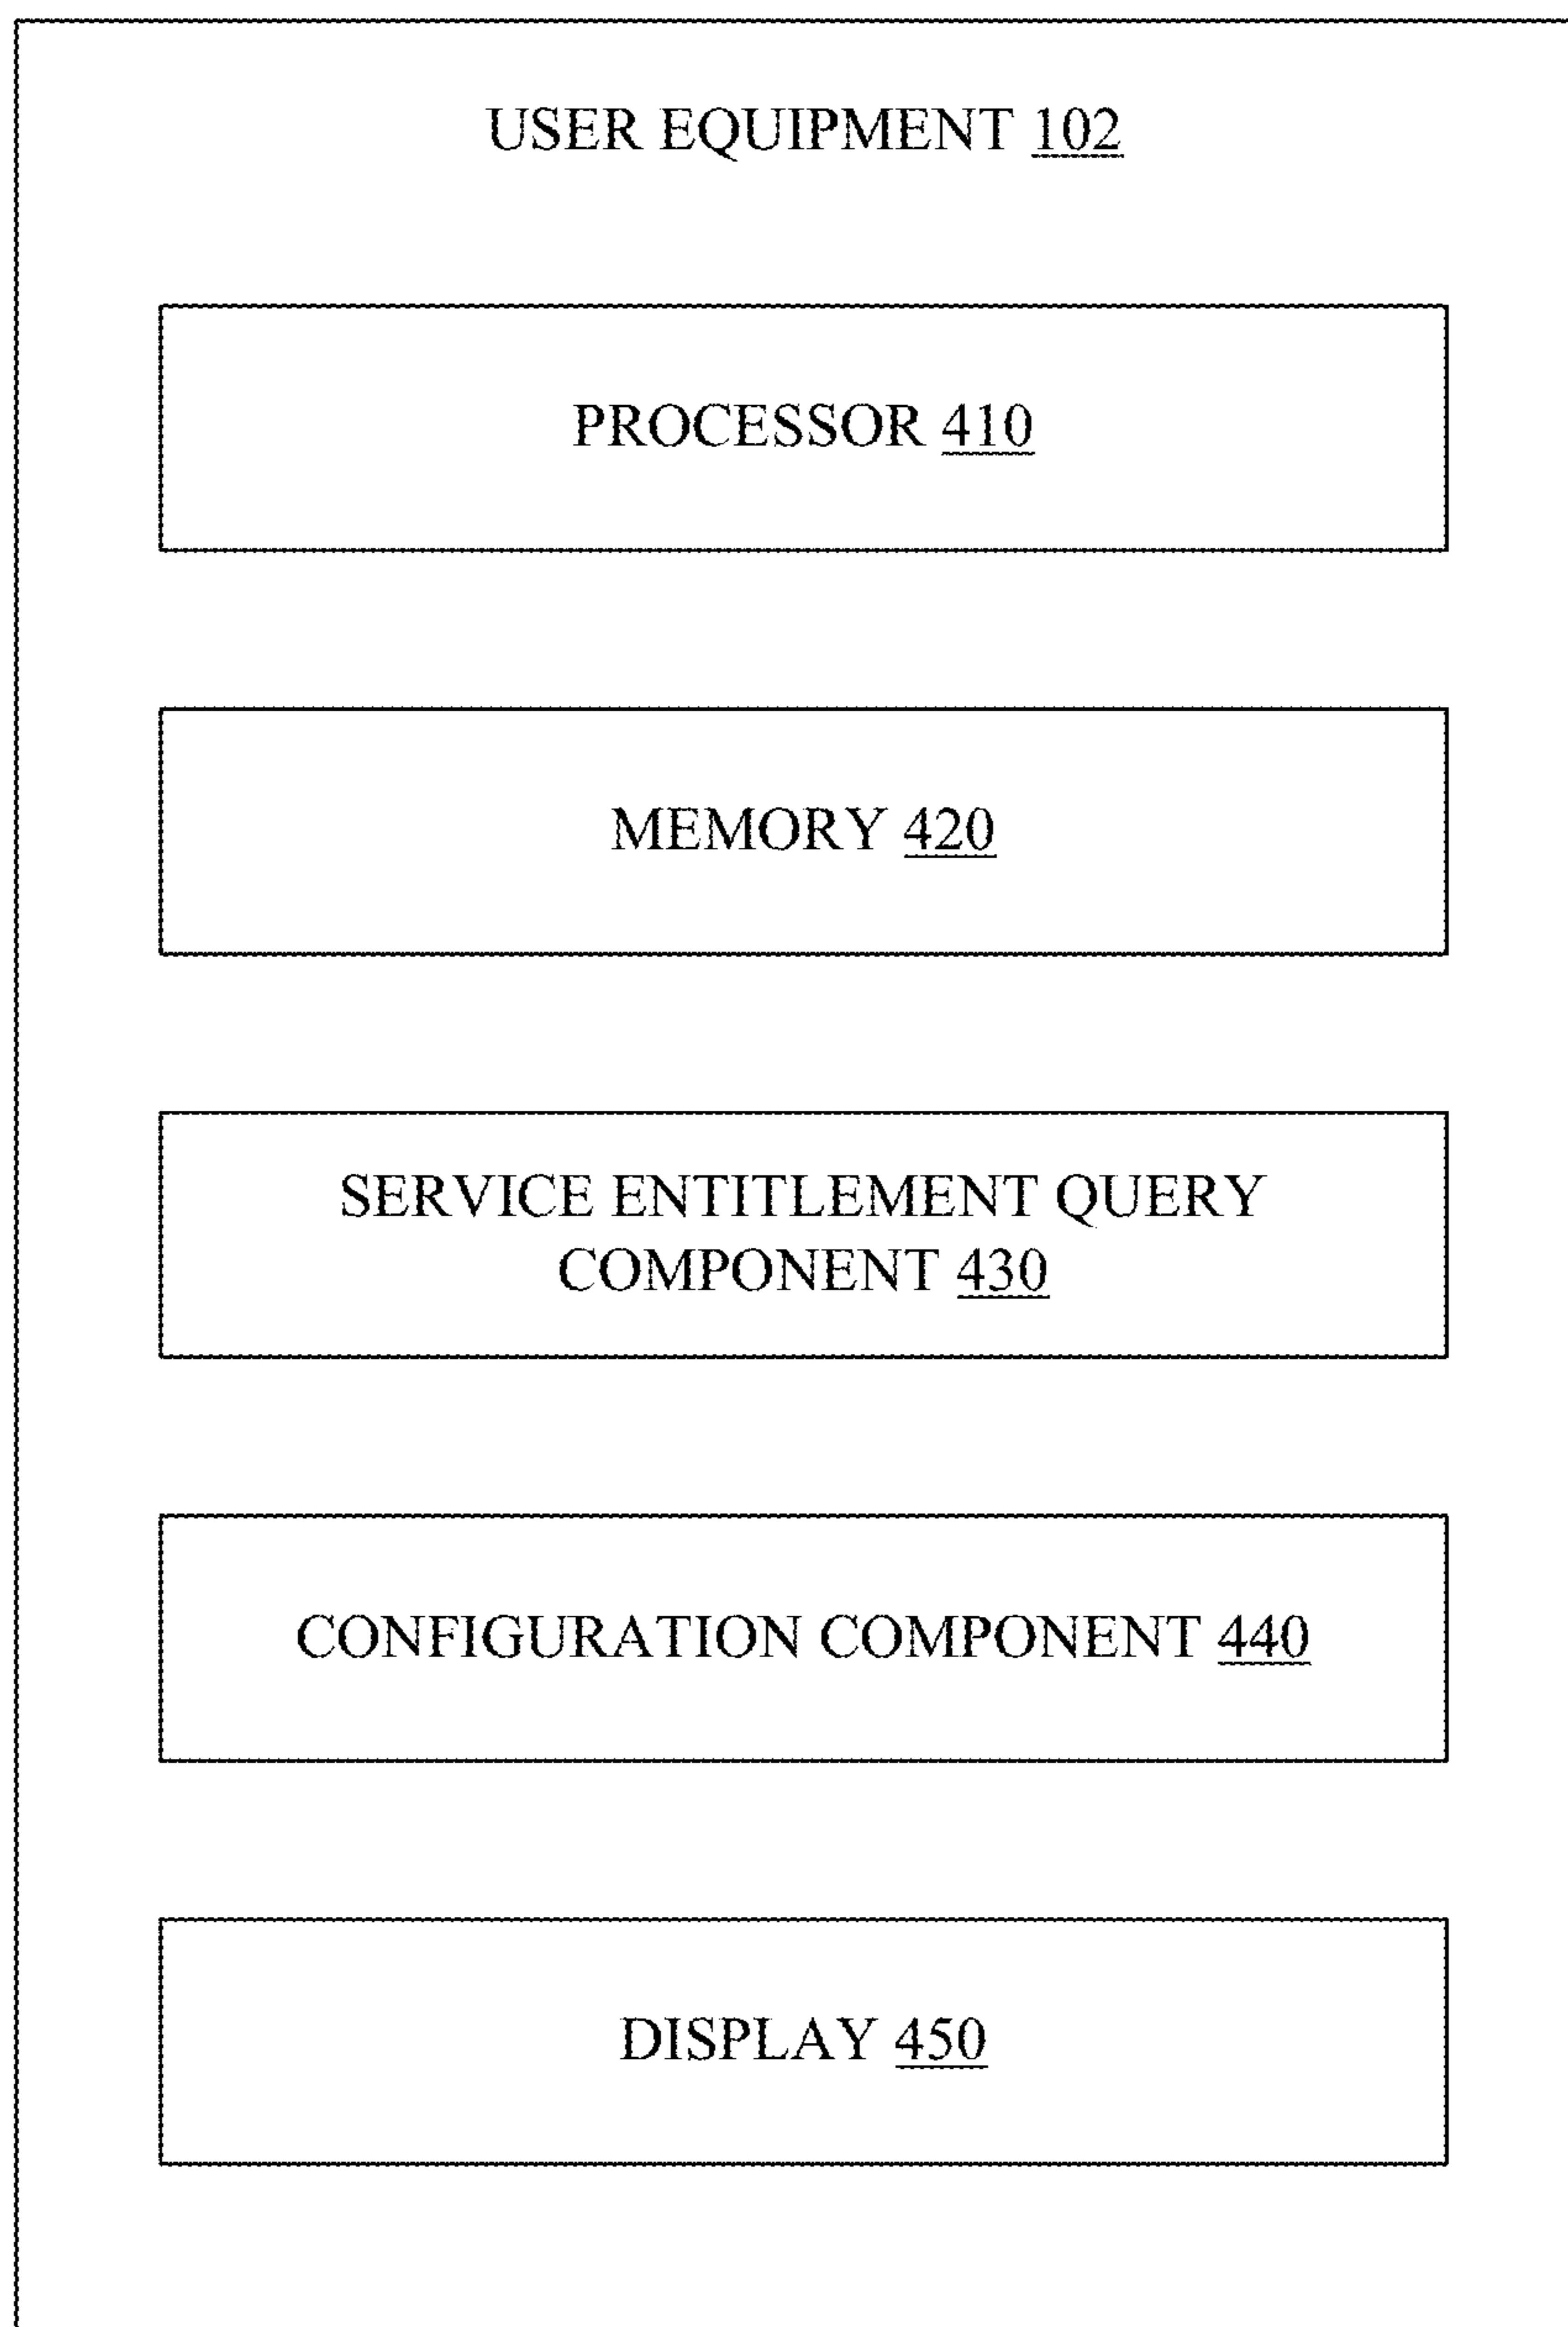 USER EQUIPMENT 102
PROCESSOR 410
MEMORY 420
SERVICE ENTITLEMENT QUERY
COMPONENT 430
CONFIGURATION COMPONENT 440
DISPLAY 450